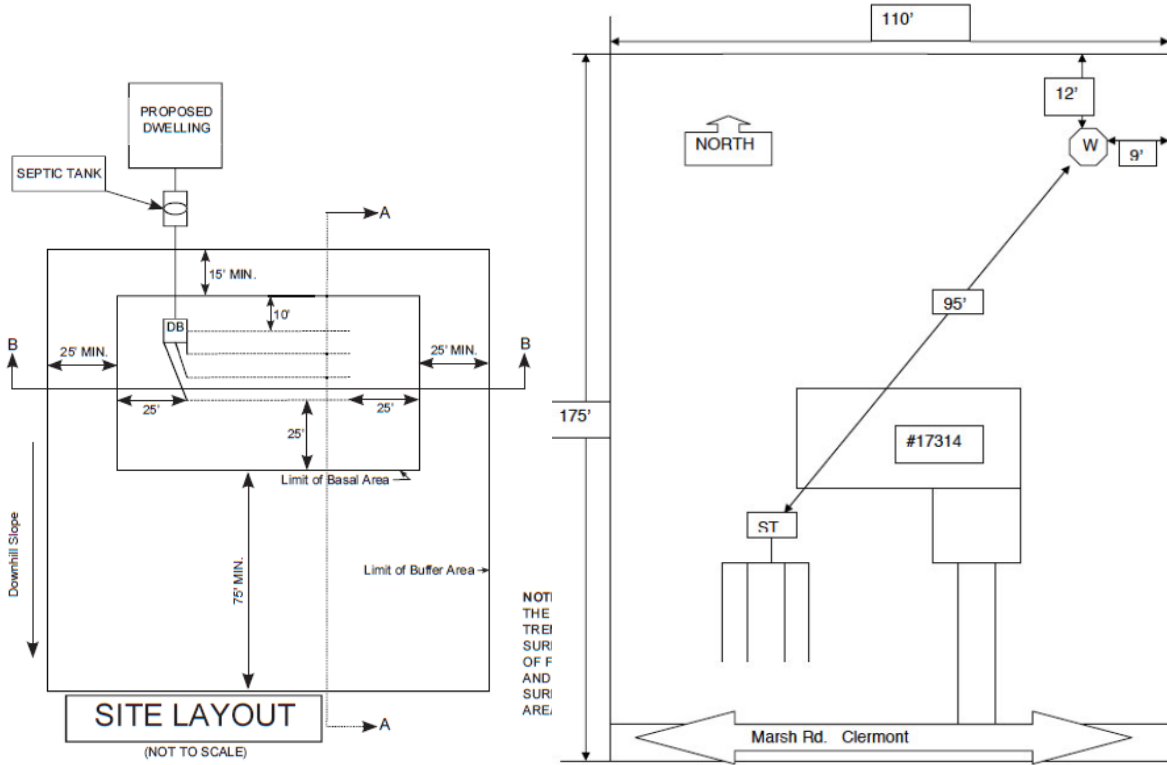 PROPOSED
DWELLING
SEPTIC TANK
A
15' MIN.
10'
DB
B
25' MIN.
25' MIN.
B
25'
25'
25'
Limit of Basal Area
Downhill Slope
75' MIN.
Limit of Buffer Area
SITE LAYOUT
A
(NOT TO SCALE)
THE
AND
110'
12'
NORTH
W
9'
95'
175'
#17314
ST
Marsh Rd. Clermont